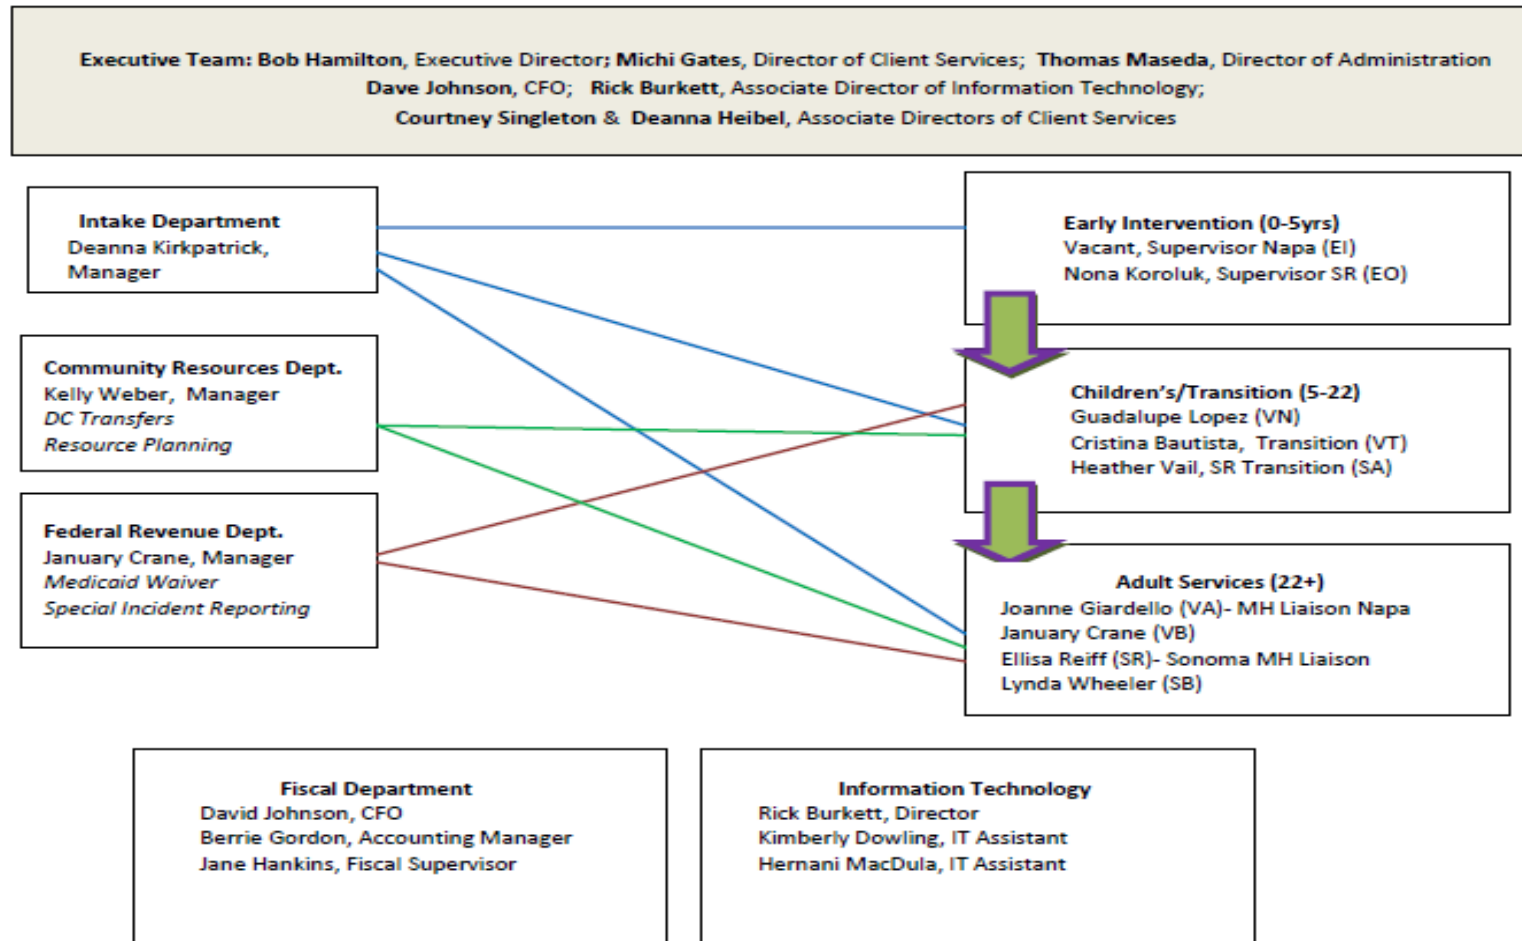 Executive Team: Bob Hamilton, Executive Director; Michi Gates, Director of Client Services; Thomas Maseda, Director of Administration
Dave Johnson, CFO; Rick Burkett, Associate Director of Information Technology;
Courtney Singleton & Deanna Heibel, Associate Directors of Client Services
Intake Department
Deanna Kirkpatrick,
Manager
Early Intervention (0-5yrs)
Vacant, Supervisor Napa (EI)
Nona Koroluk, Supervisor SR (EO)
Community Resources Dept.
Kelly Weber, Manager
DC Transfers
Resource Planning
Children's/Transition (5-22)
Guadalupe Lopez (VN)
Cristina Bautista, Transition (VT)
Heather Vail, SR Transition (SA)
Federal Revenue Dept.
January Crane, Manager
Medicaid Waiver
Special Incident Reporting
Adult Services (22+)
Joanne Giardello (VA)- MH Liaison Napa
January Crane (VB)
Ellisa Reiff (SR)- Sonoma MH Liaison
Lynda Wheeler (SB)
Fiscal Department
David Johnson, CFO
Berrie Gordon, Accounting Manager
Jane Hankins, Fiscal Supervisor
Information Technology
Rick Burkett, Director
Kimberly Dowling, IT Assistant
Hernani MacDula, IT Assistant